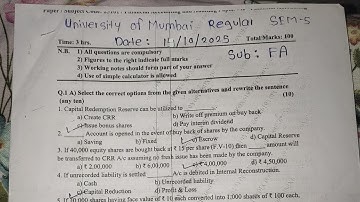 Paper / Subject Code
University of Mumbai Regular SEM-5
Date: 14/10/2025
Time: 3 hrs. Total Marks: 100
Sub: FA
N.B. 1) All questions are compulsory
2) Figures to the right indicate full marks
3) Working notes should form part of your answer
4) Use of simple calculator is allowed
Q.1 A) Select the correct options from the given alternatives and rewrite the sentence
(any ten) (10)
1. Capital Redemption Reserve can be utilized to
a) Create CRR b) Write off premium on buy back
c) Issue bonus shares d) Pay interim dividend
2. Account is opened in the event of buy back of shares by the company.
a) Saving b) Fixed c) Escrow d) Capital Reserve
3. If 40,000 equity shares are bought back @ ₹ 15 per share (F.V-10) then amount will
be transferred to CRR A/c assuming no fresh issue has been made by the company.
a) ₹ 2,00,000 b) ₹ 6,00,000 c) ₹ 4,00,000 d) ₹ 4,50,000
4. If unrecorded liability is settled A/c is debited in Internal Reconstruction.
a) Cash b) Unrecorded liability
c) Capital Reduction d) Profit & Loss
5. If 10,000 shares having face value of ₹ 10 each converted into 1,000 shares of ₹ 100 each,